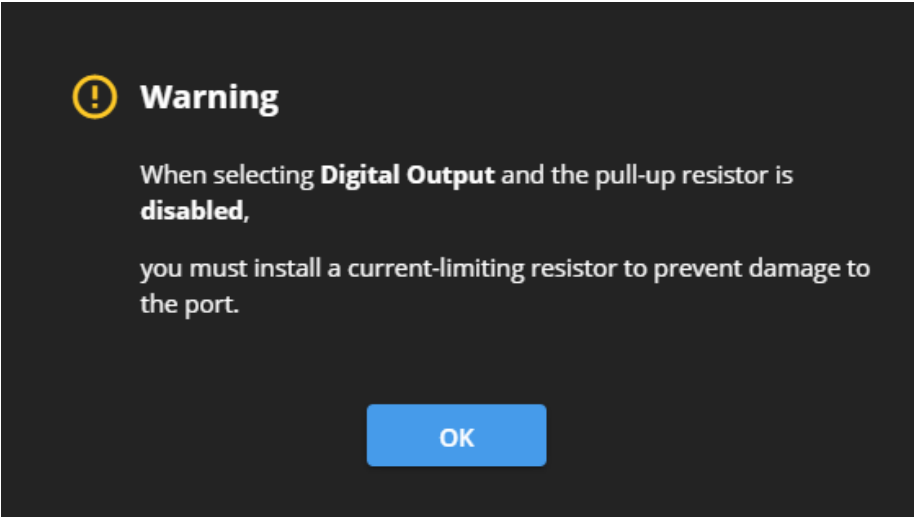 Warning
When selecting Digital Output and the pull-up resistor is
disabled,
you must install a current-limiting resistor to prevent damage to
the port.
OK